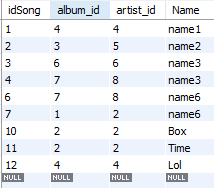 idSong album_id artist_id Name
1 4 4 name1
2 3 5 name2
3 6 6 name3
4 7 8 name3
6 7 8 name6
7 1 2 name6
10 2 2 Box
11 2 2 Time
12 4 4 Lol
NULL NULL NULL NULL